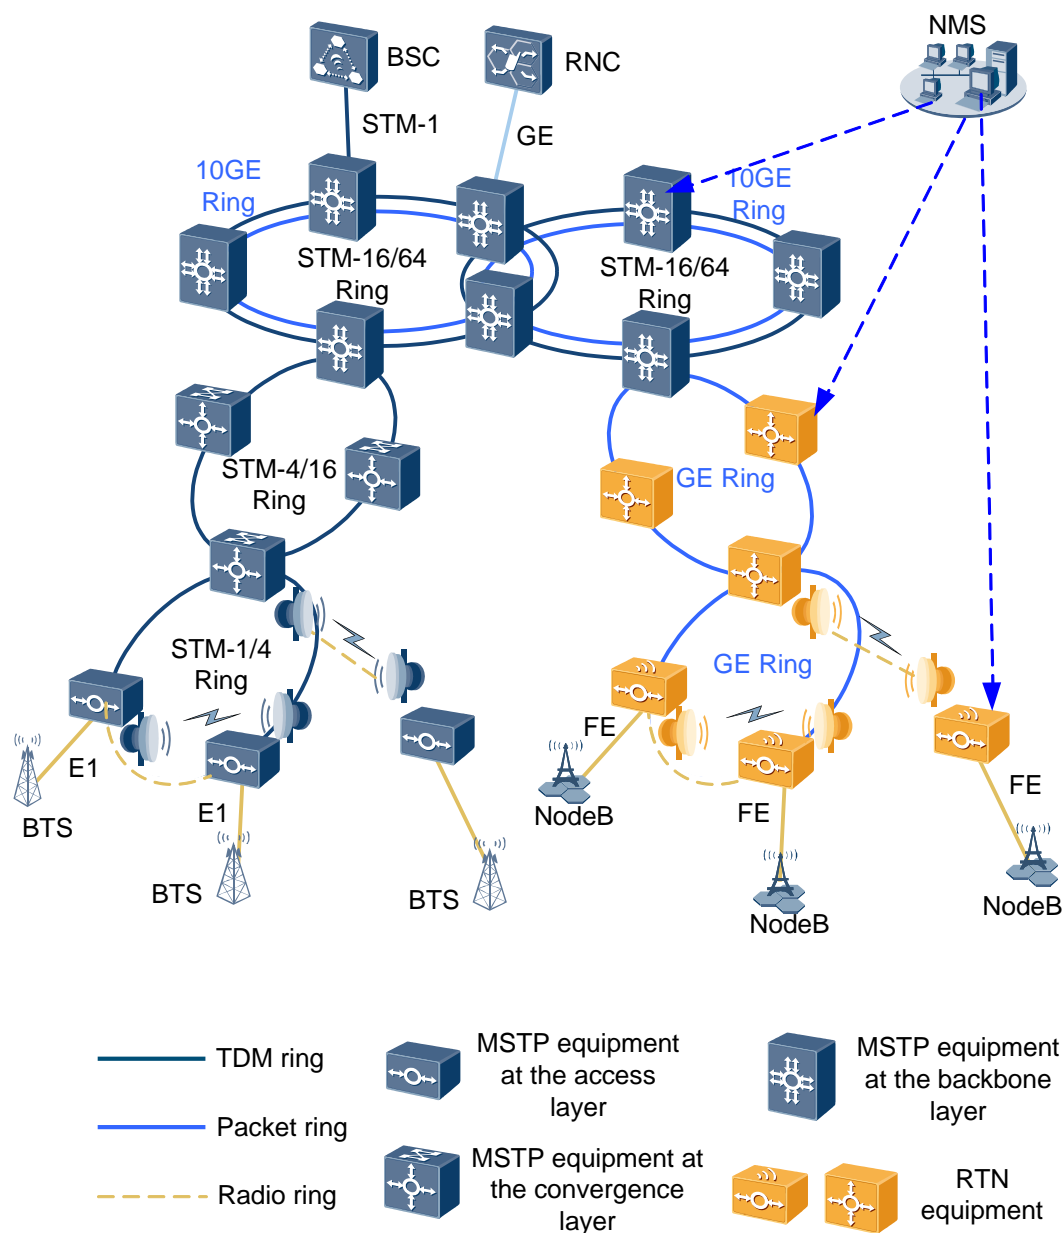 NMS
BSC
RNC
STM-1
GE
10GE
Ring
10GE
Ring
STM-16/64
Ring
STM-16/64
Ring
STM-4/16
Ring
GE Ring
STM-1/4
Ring
GE Ring
E1
E1
BTS
BTS
BTS
FE
FE
FE
NodeB
NodeB
NodeB
TDM ring
Packet ring
Radio ring
MSTP equipment
at the access
layer
MSTP equipment at
the convergence
layer
MSTP equipment
at the backbone
layer
RTN
equipment